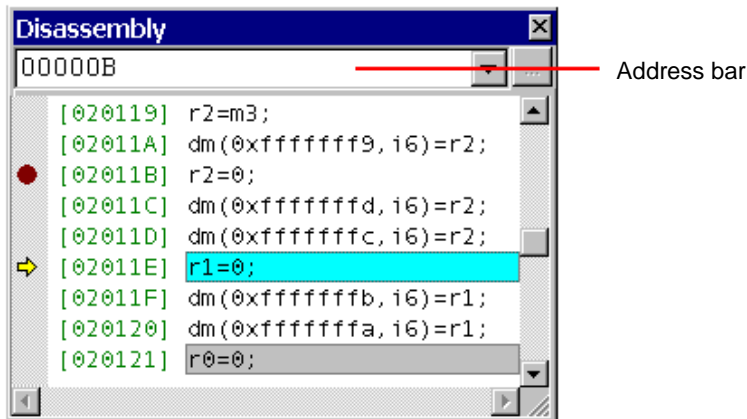 Disassembly
00000B
Address bar
[020119] r2=m3;
[02011A] dm(0xfffffff9,i6)=r2;
[02011B] r2=0;
[02011C] dm(0xfffffffd,i6)=r2;
[02011D] dm(0xfffffffc,i6)=r2;
[02011E] r1=0;
[02011F] dm(0xfffffffb,i6)=r1;
[020120] dm(0xfffffffa,i6)=r1;
[020121] r0=0;